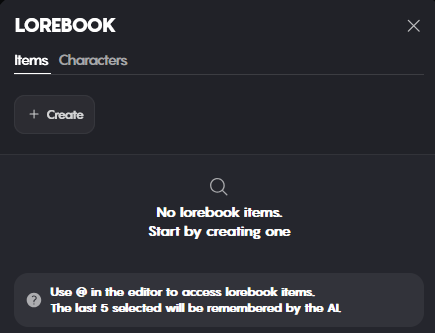 LOREBOOK
Items Characters
+ Create
No lorebook items.
Start by creating one
Use @ in the editor to access lorebook items.
The last 5 selected will be remembered by the AI.